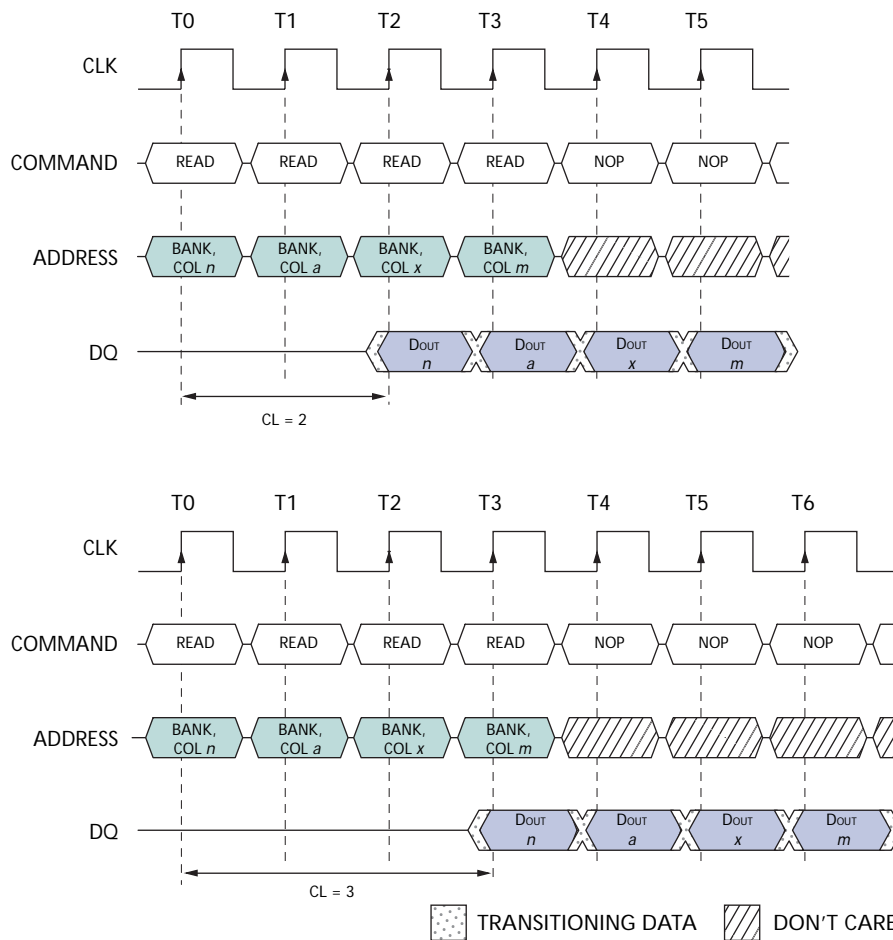 T0 T1 T2 T3 T4 T5
CLK
COMMAND READ READ READ READ NOP NOP
ADDRESS BANK, COL n BANK, COL a BANK, COL x BANK, COL m
DQ DOUT n DOUT a DOUT x DOUT m
CL = 2
T0 T1 T2 T3 T4 T5 T6
CLK
COMMAND READ READ READ READ NOP NOP NOP
ADDRESS BANK, COL n BANK, COL a BANK, COL x BANK, COL m
DQ DOUT n DOUT a DOUT x DOUT m
CL = 3
TRANSITIONING DATA DON'T CARE